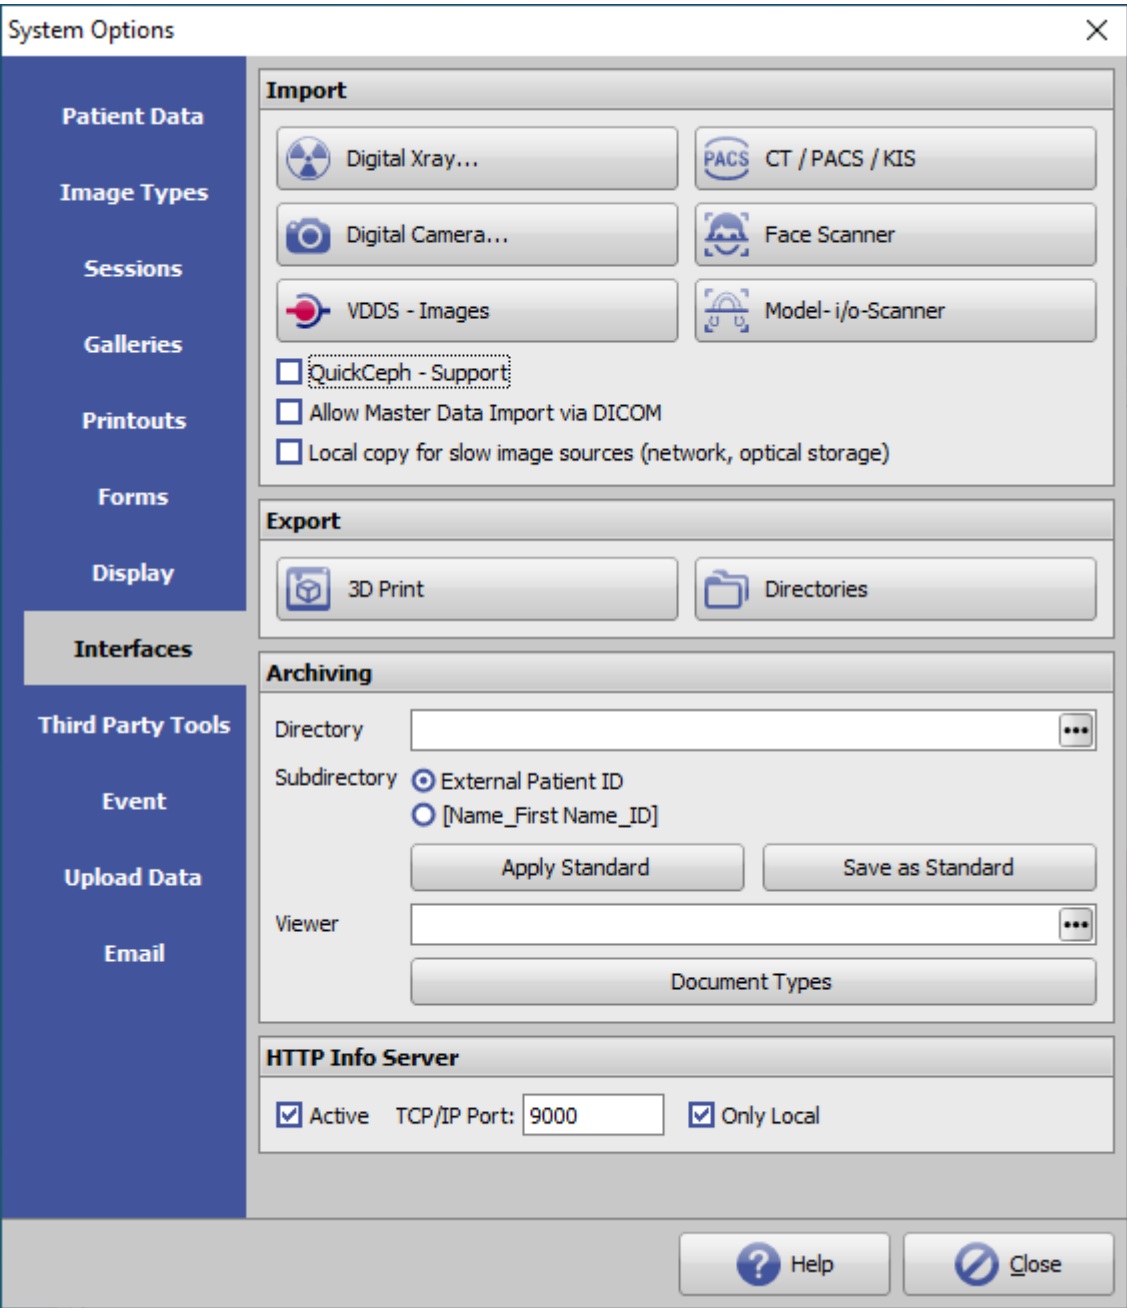 System Options
Patient Data
Image Types
Sessions
Galleries
Printouts
Forms
Display
Interfaces
Third Party Tools
Event
Upload Data
Email
Import
Digital Xray...
PACS CT / PACS / KIS
Digital Camera...
Face Scanner
VDDS - Images
Model- i/o-Scanner
QuickCeph - Support
Allow Master Data Import via DICOM
Local copy for slow image sources (network, optical storage)
Export
3D Print
Directories
Archiving
Directory
Subdirectory External Patient ID
[Name_First Name_ID]
Apply Standard
Save as Standard
Viewer
Document Types
HTTP Info Server
Active TCP/IP Port: 9000 Only Local
Help
Close